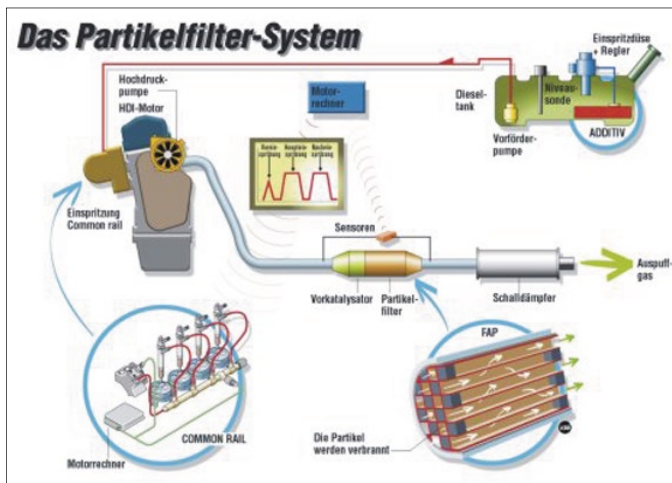 Das Partikelfilter-System
Hochdruck-
pumpe
HDI-Motor
Motor-
rechner
Einspritzdüse
+ Regler
Diesel-
tank
Niveau-
sonde
ADDITIV
Vorförder-
pumpe
Einspritzung
Common rail
Sensoren
Vorkatalysator
Partikel-
filter
Schalldämpfer
Auspuff-
gas
FAP
COMMON RAIL
Motorrechner
Die Partikel
werden verbrannt